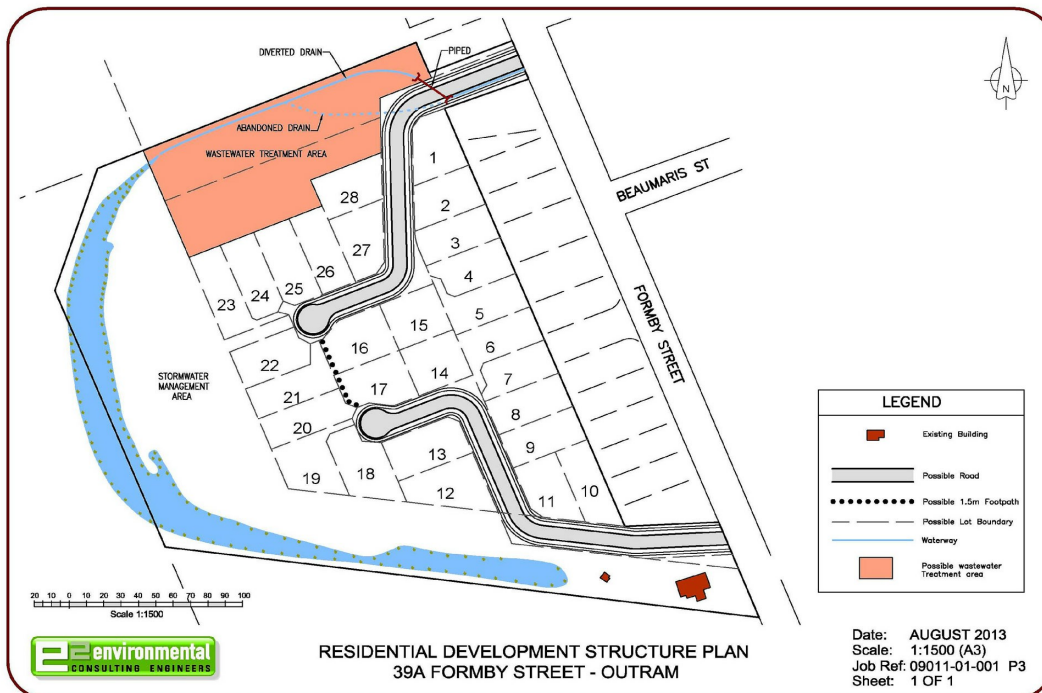 DIVERTED DRAIN
PIPED
N
ABANDONED DRAIN
WASTEWATER TREATMENT AREA
BEAUMARIS ST
FORMBY STREET
1
28
2
27
3
26
4
25
24
23
15
5
16
22
6
14
7
17
21
8
20
13
9
18
19
12
11
10
STORMWATER
MANAGEMENT
AREA
LEGEND
Existing Building
Possible Road
Possible 1.5m Footpath
Possible Lot Boundary
Waterway
Possible wastewater
Treatment area
20 10 0 10 20 30 40 50 60 70 80 90 100
Scale 1:1500
e2environmental
CONSULTING ENGINEERS
RESIDENTIAL DEVELOPMENT STRUCTURE PLAN
39A FORMBY STREET - OUTRAM
Date: AUGUST 2013
Scale: 1:1500 (A3)
Job Ref: 09011-01-001 P3
Sheet: 1 OF 1